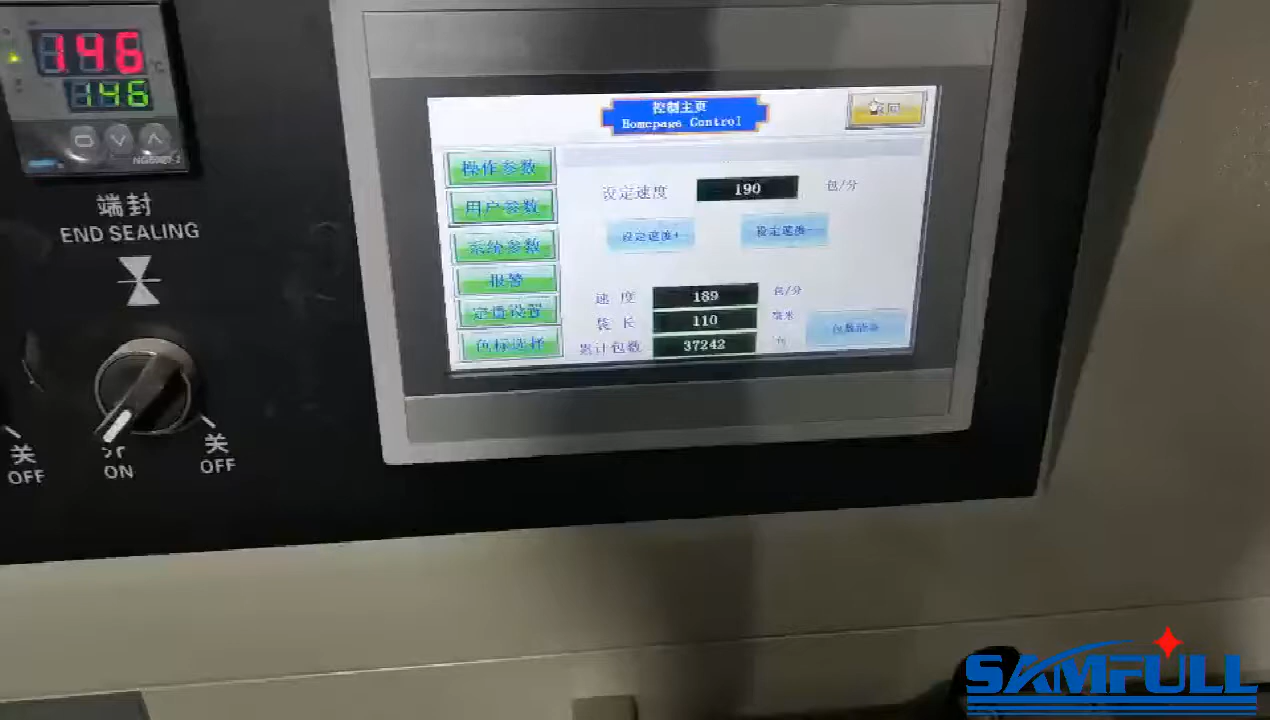 146
°C
146
端封
END SEALING
关
OFF
ON
关
OFF
控制主页
Homepage Control
返回
操作参数
用户参数
系统参数
报警
定量设置
色标选择
设定速度 190 包/分
设定速度+ 设定速度-
速 度 189 包/分
袋 长 110 毫米
累计包数 37242
SAMFULL